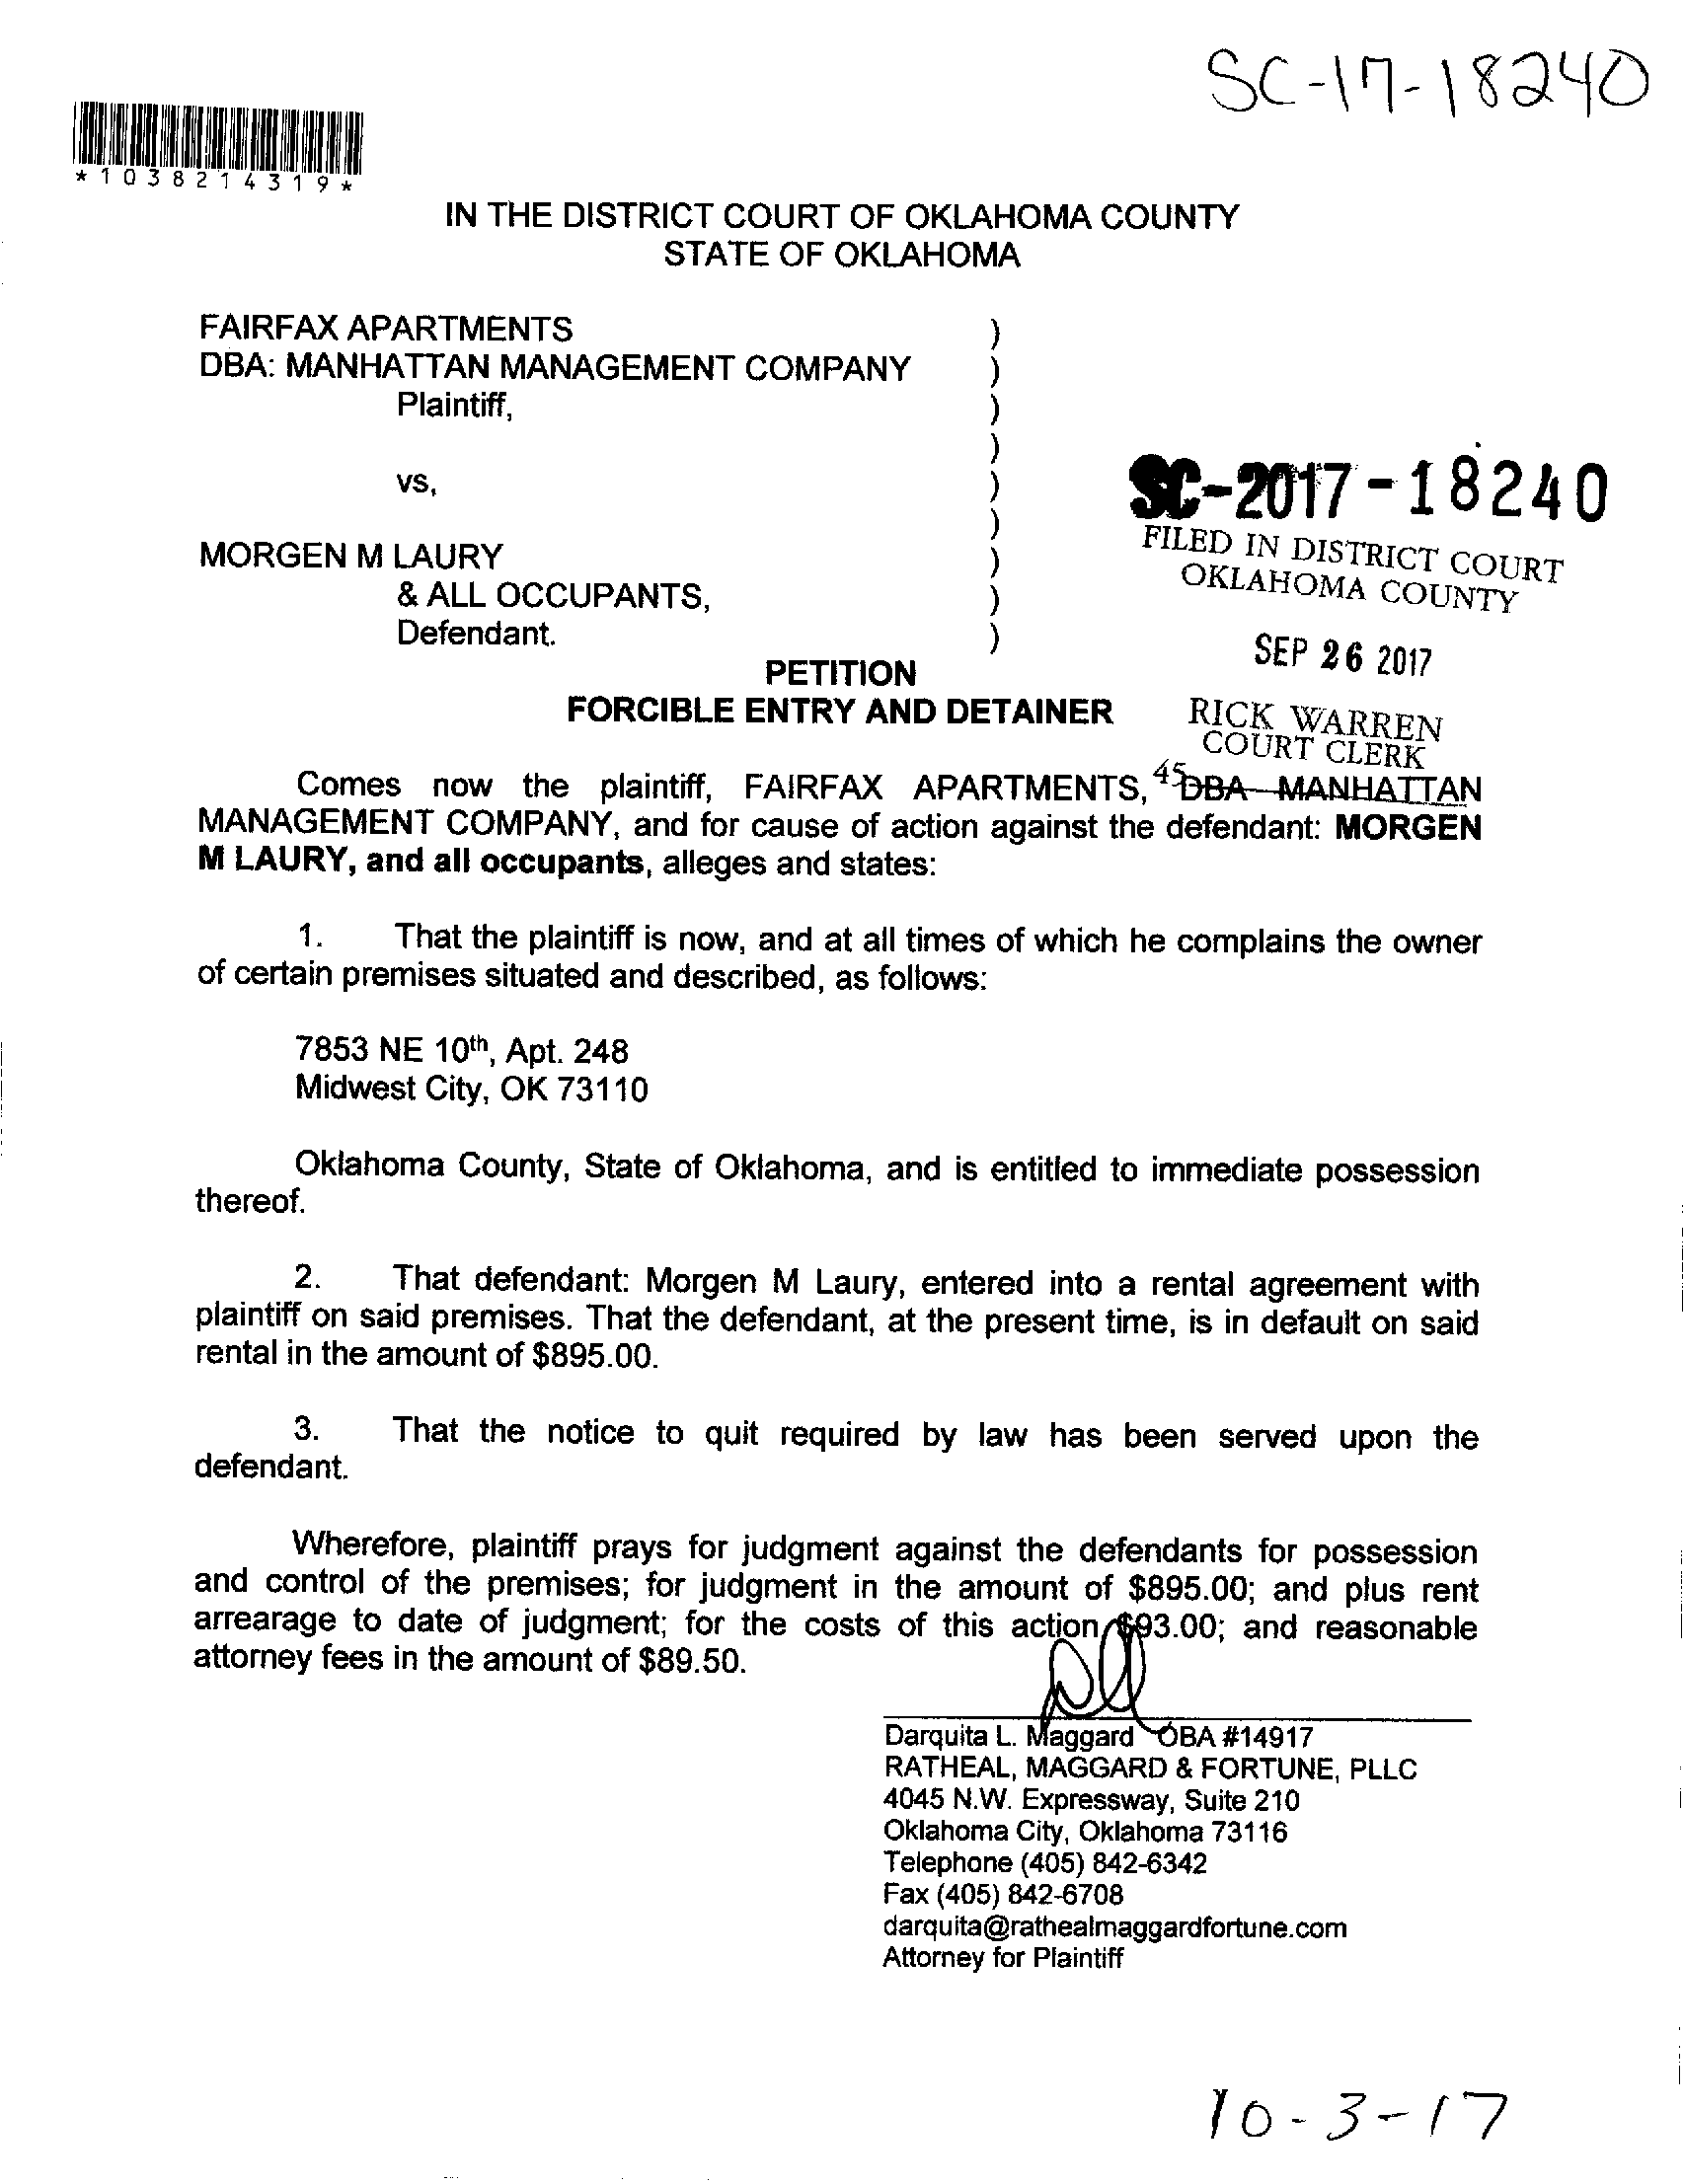 SC-17-18240
*1038214319*
IN THE DISTRICT COURT OF OKLAHOMA COUNTY
STATE OF OKLAHOMA
FAIRFAX APARTMENTS )
DBA: MANHATTAN MANAGEMENT COMPANY )
Plaintiff, )
)
vs, )
)
MORGEN M LAURY )
& ALL OCCUPANTS, )
Defendant. )
SC-2017-18240
FILED IN DISTRICT COURT
OKLAHOMA COUNTY
SEP 26 2017
RICK WARREN
COURT CLERK
45
PETITION
FORCIBLE ENTRY AND DETAINER
Comes now the plaintiff, FAIRFAX APARTMENTS, DBA MANHATTAN
MANAGEMENT COMPANY, and for cause of action against the defendant: MORGEN
M LAURY, and all occupants, alleges and states:
1. That the plaintiff is now, and at all times of which he complains the owner
of certain premises situated and described, as follows:
7853 NE 10th, Apt. 248
Midwest City, OK 73110
Oklahoma County, State of Oklahoma, and is entitled to immediate possession
thereof.
2. That defendant: Morgen M Laury, entered into a rental agreement with
plaintiff on said premises. That the defendant, at the present time, is in default on said
rental in the amount of $895.00.
3. That the notice to quit required by law has been served upon the
defendant.
Wherefore, plaintiff prays for judgment against the defendants for possession
and control of the premises; for judgment in the amount of $895.00; and plus rent
arrearage to date of judgment; for the costs of this action $93.00; and reasonable
attorney fees in the amount of $89.50.
Darquita L. Maggard OBA #14917
RATHEAL, MAGGARD & FORTUNE, PLLC
4045 N.W. Expressway, Suite 210
Oklahoma City, Oklahoma 73116
Telephone (405) 842-6342
Fax (405) 842-6708
darquita@rathealmaggardfortune.com
Attorney for Plaintiff
10-3-17